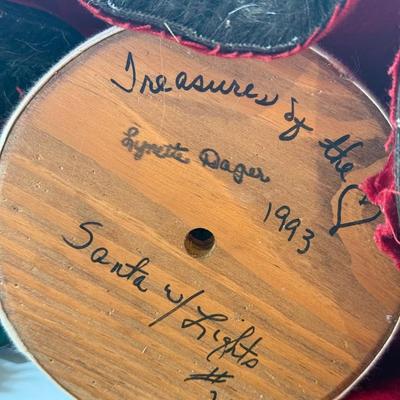 Treasures of the ♡
Lynette Dager
1993
Santa w/ Lights
#